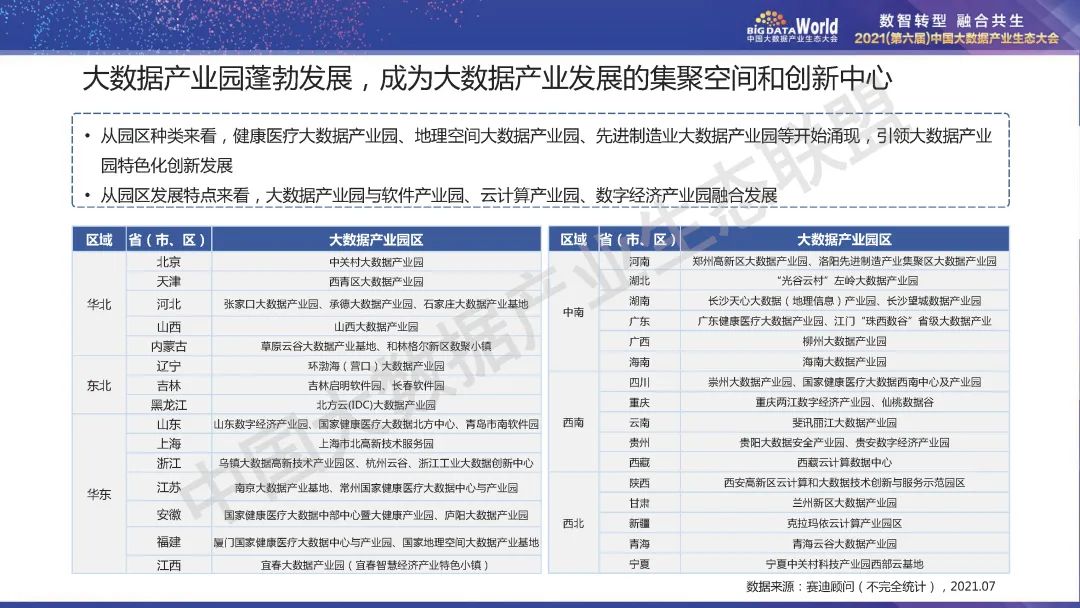 BIG DATA World
中国大数据产业生态大会
数智转型 融合共生
2021(第六届)中国大数据产业生态大会
大数据产业园蓬勃发展，成为大数据产业发展的集聚空间和创新中心
• 从园区种类来看，健康医疗大数据产业园、地理空间大数据产业园、先进制造业大数据产业园等开始涌现，引领大数据产业
园特色化创新发展
• 从园区发展特点来看，大数据产业园与软件产业园、云计算产业园、数字经济产业园融合发展
区域 省（市、区） 大数据产业园区
华北
北京 中关村大数据产业园
天津 西青区大数据产业园
河北 张家口大数据产业园、承德大数据产业园、石家庄大数据产业基地
山西 山西大数据产业园
内蒙古 草原云谷大数据产业基地、和林格尔新区数聚小镇
东北
辽宁 环渤海（营口）大数据产业园
吉林 吉林启明软件园、长春软件园
黑龙江 北方云(IDC)大数据产业园
华东
山东 山东数字经济产业园、国家健康医疗大数据北方中心、青岛市南软件园
上海 上海市北高新技术服务园
浙江 乌镇大数据高新技术产业园区、杭州云谷、浙江工业大数据创新中心
江苏 南京大数据产业基地、常州国家健康医疗大数据中心与产业园
安徽 国家健康医疗大数据中部中心暨大健康产业园、庐阳大数据产业园
福建 厦门国家健康医疗大数据中心与产业园、国家地理空间大数据产业基地
江西 宜春大数据产业园（宜春智慧经济产业特色小镇）
区域 省（市、区） 大数据产业园区
中南
河南 郑州高新区大数据产业园、洛阳先进制造产业集聚区大数据产业园
湖北 “光谷云村”左岭大数据产业园
湖南 长沙天心大数据（地理信息）产业园、长沙望城数据产业园
广东 广东健康医疗大数据产业园、江门“珠西数谷”省级大数据产业
广西 柳州大数据产业园
海南 海南大数据产业园
西南
四川 崇州大数据产业园、国家健康医疗大数据西南中心及产业园
重庆 重庆两江数字经济产业园、仙桃数据谷
云南 斐讯丽江大数据产业园
贵州 贵阳大数据安全产业园、贵安数字经济产业园
西藏 西藏云计算数据中心
西北
陕西 西安高新区云计算和大数据技术创新与服务示范园区
甘肃 兰州新区大数据产业园
新疆 克拉玛依云计算产业园区
青海 青海云谷大数据产业园
宁夏 宁夏中关村科技产业园西部云基地
数据来源：赛迪顾问（不完全统计），2021.07
中国大数据产业生态联盟